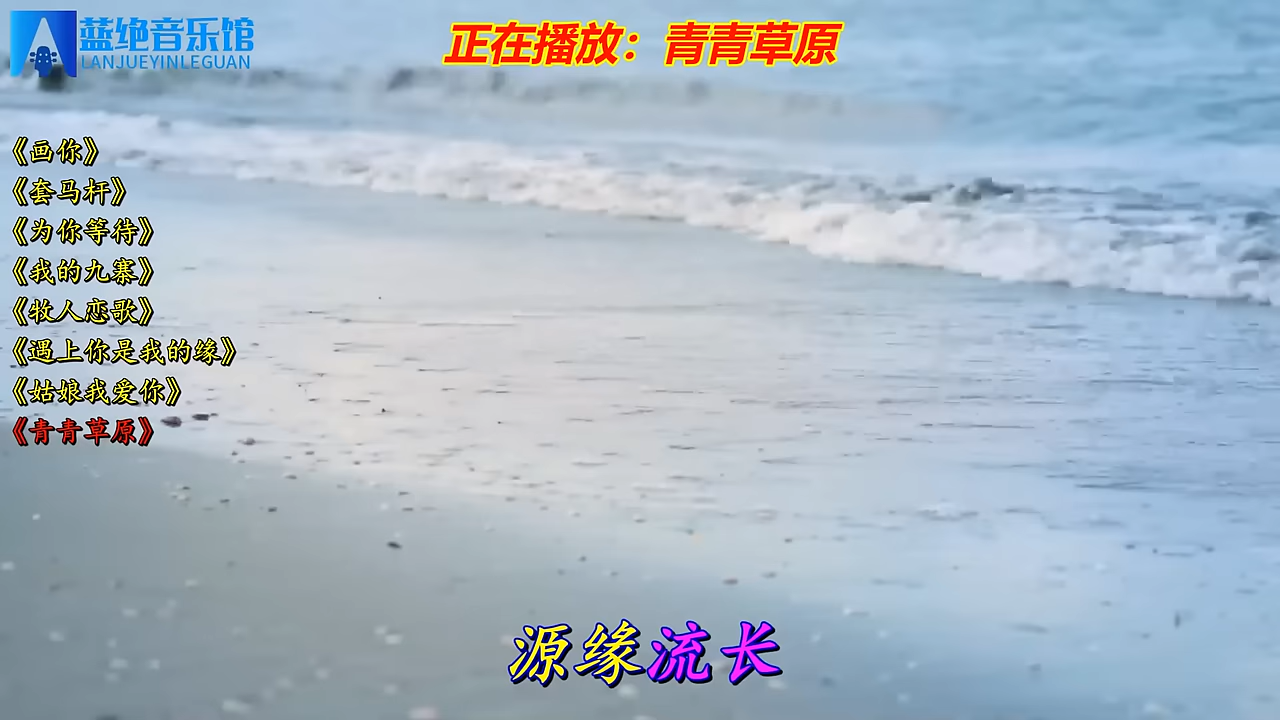 蓝绝音乐馆
LANJUEYINLEGUAN
正在播放：青青草原
《画你》
《套马杆》
《为你等待》
《我的九寨》
《牧人恋歌》
《遇上你是我的缘》
《姑娘我爱你》
《青青草原》
源缘流长